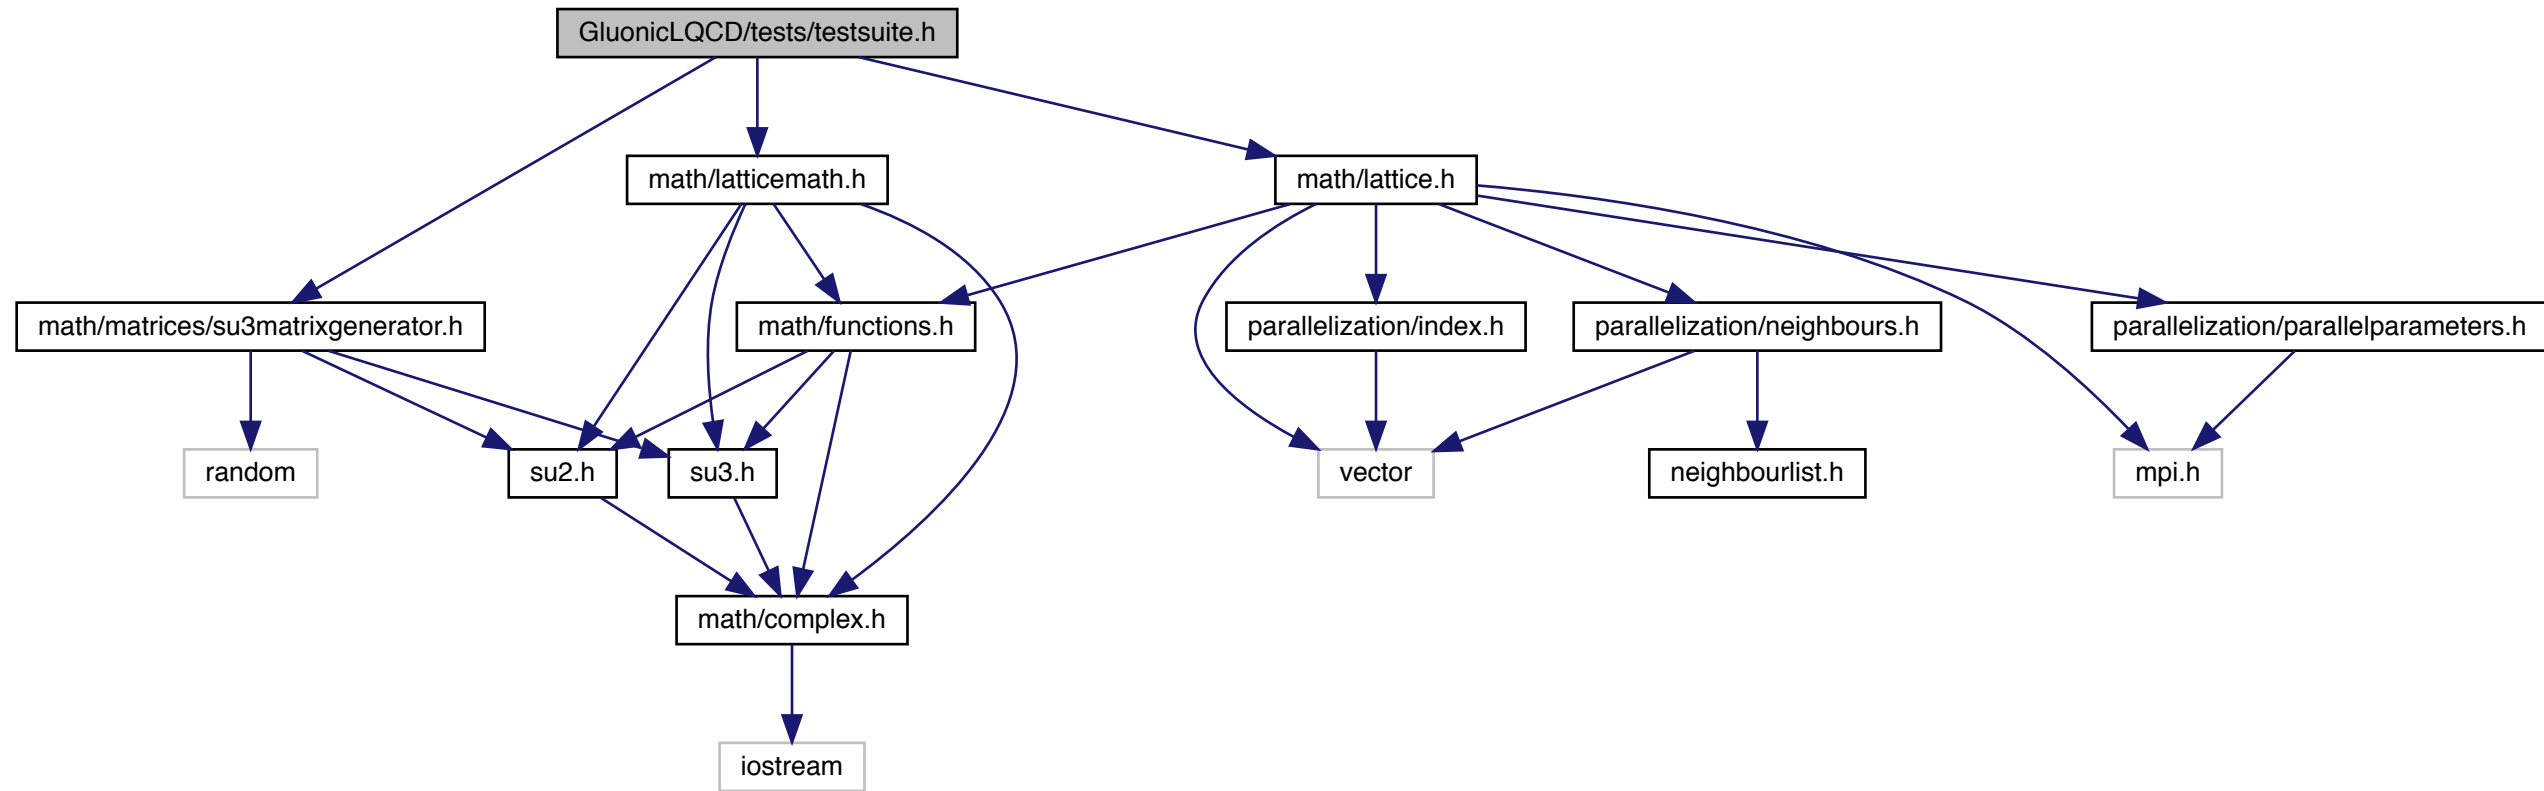 GluonicLQCD/tests/testsuite.h
math/latticemath.h
math/lattice.h
math/matrices/su3matrixgenerator.h
math/functions.h
parallelization/index.h
parallelization/neighbours.h
parallelization/parallelparameters.h
random
su2.h
su3.h
vector
neighbourlist.h
mpi.h
math/complex.h
iostream